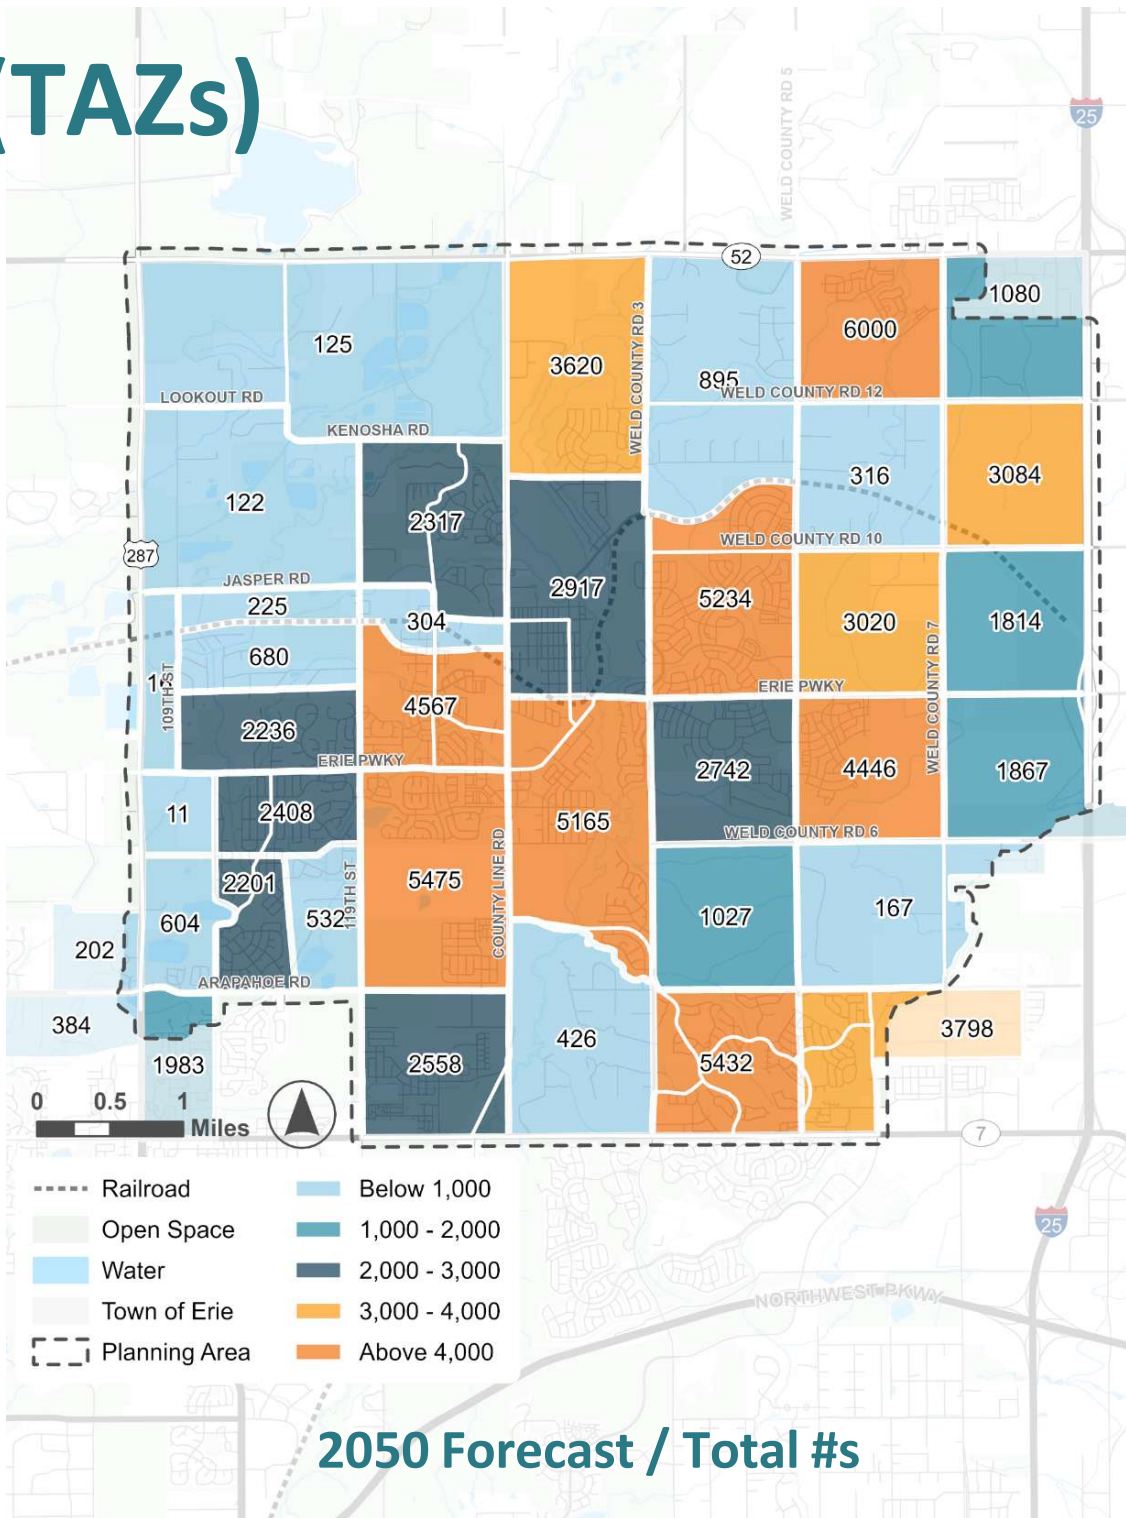 (TAZs)
WELD COUNTY RD 5
25
52
1080
6000
125
3620
WELD COUNTY RD 3
895
WELD COUNTY RD 12
LOOKOUT RD
KENOSHA RD
316
3084
122
2317
287
WELD COUNTY RD 10
JASPER RD
2917
225
304
5234
3020
1814
WELD COUNTY RD 7
680
109TH ST
ERIE PWKY
4567
2236
ERIE PWKY
2742
4446
1867
11
2408
5165
WELD COUNTY RD 6
COUNTY LINE RD
2201
5475
119TH ST
604
532
1027
167
202
ARAPAHOE RD
384
426
3798
1983
2558
5432
0 0.5 1
Miles
7
Railroad
Open Space
Water
Town of Erie
Planning Area
Below 1,000
1,000 - 2,000
2,000 - 3,000
3,000 - 4,000
Above 4,000
25
NORTHWEST PKWY
2050 Forecast / Total #s